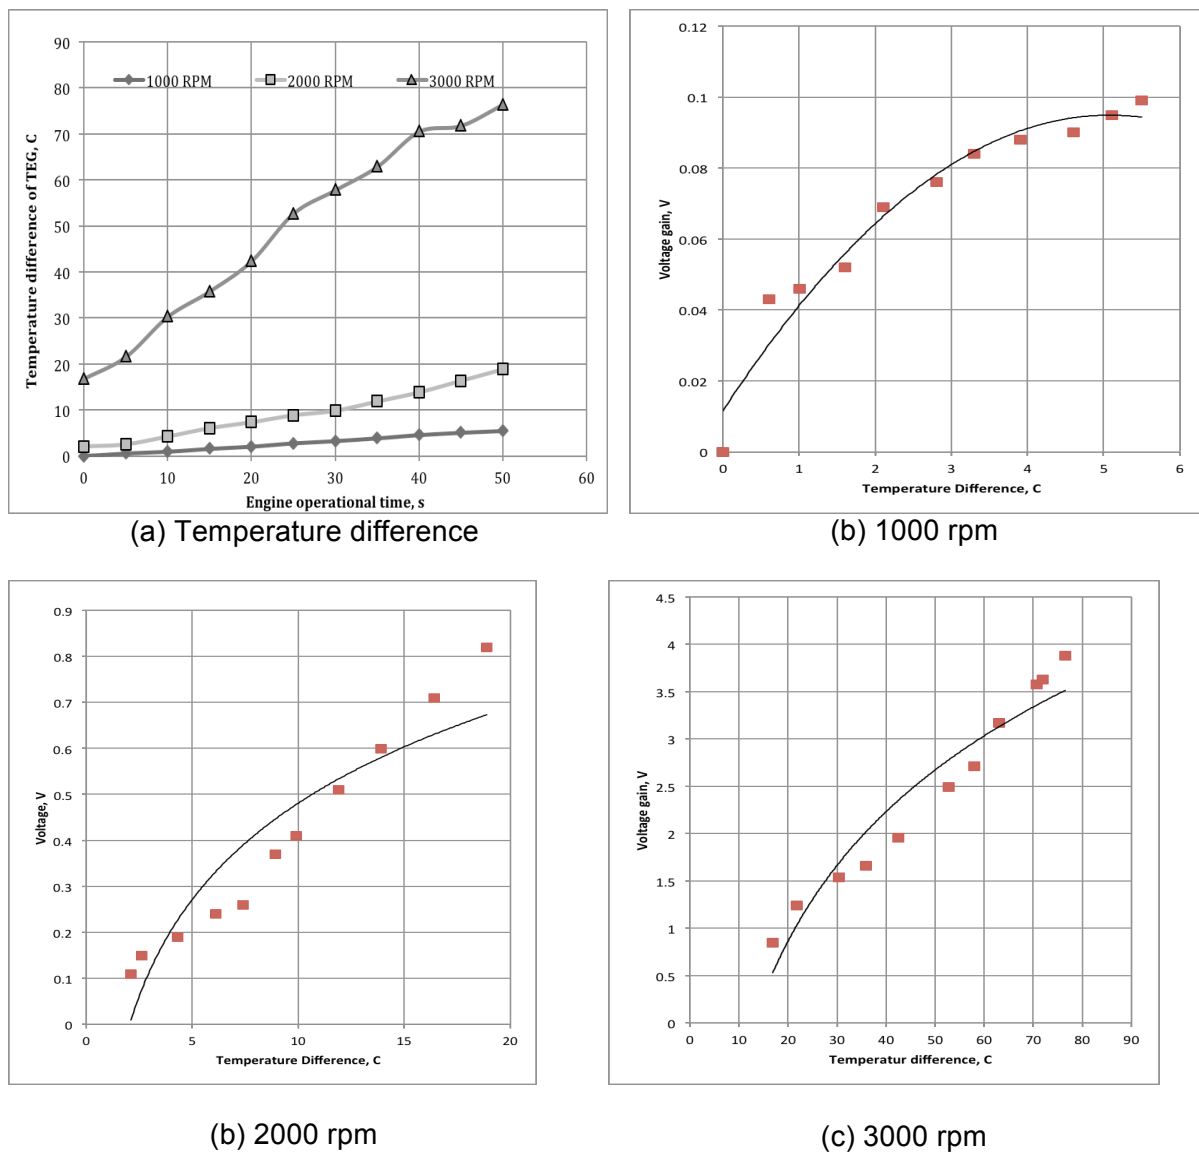 90
80
70
60
50
40
30
20
10
0
1000 RPM 2000 RPM 3000 RPM
Temperature difference of TEG, C
0 10 20 30 40 50 60
Engine operational time, s
(a) Temperature difference
0.12
0.1
0.08
0.06
0.04
0.02
0
Voltage gain, V
0 1 2 3 4 5 6
Temperature Difference, C
(b) 1000 rpm
0.9
0.8
0.7
0.6
0.5
0.4
0.3
0.2
0.1
0
Voltage, V
0 5 10 15 20
Temperature Difference, C
(b) 2000 rpm
4.5
4
3.5
3
2.5
2
1.5
1
0.5
0
Voltage gain, V
0 10 20 30 40 50 60 70 80 90
Temperatur difference, C
(c) 3000 rpm